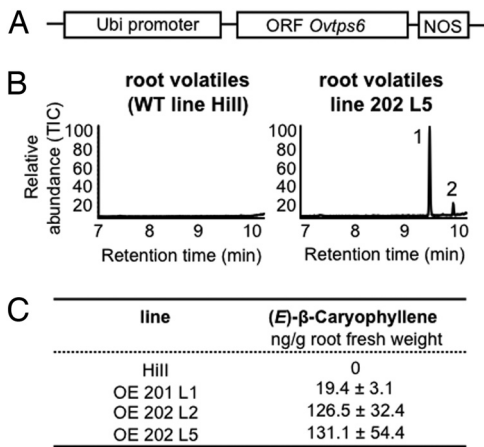 A
Ubi promoter
ORF Ovtps6
NOS
B
root volatiles
(WT line HiII)
root volatiles
line 202 L5
Relative
abundance (TIC)
100
80
60
40
20
7 8 9 10
Retention time (min)
100
80
60
40
20
1
2
7 8 9 10
Retention time (min)
C
line (E)-β-Caryophyllene
ng/g root fresh weight
HiII 0
OE 201 L1 19.4 ± 3.1
OE 202 L2 126.5 ± 32.4
OE 202 L5 131.1 ± 54.4